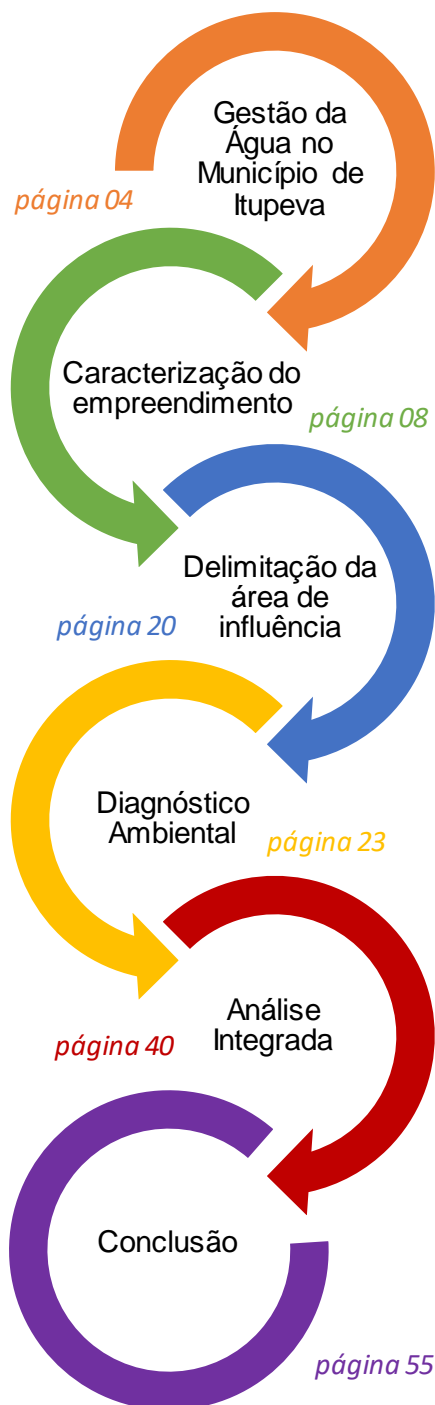 Gestão da
Água no
Município de
Itupeva
página 04
Caracterização do
empreendimento
página 08
Delimitação da
área de
influência
página 20
Diagnóstico
Ambiental
página 23
Análise
Integrada
página 40
Conclusão
página 55